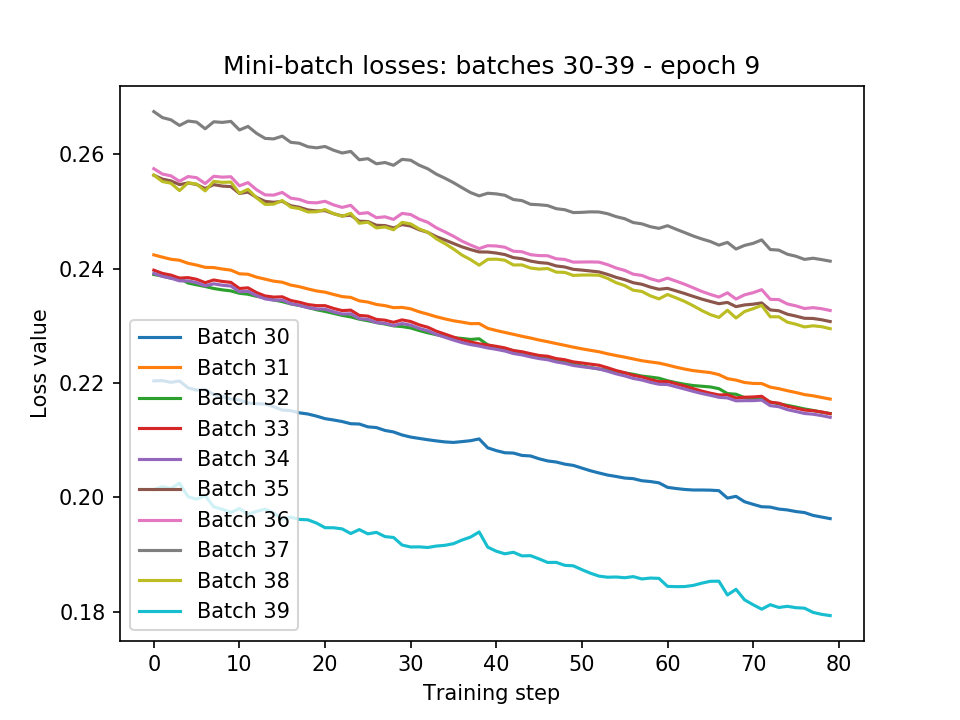 Mini-batch losses: batches 30-39 - epoch 9
Loss value
0.26
0.24
0.22
0.20
0.18
Batch 30
Batch 31
Batch 32
Batch 33
Batch 34
Batch 35
Batch 36
Batch 37
Batch 38
Batch 39
0 10 20 30 40 50 60 70 80
Training step